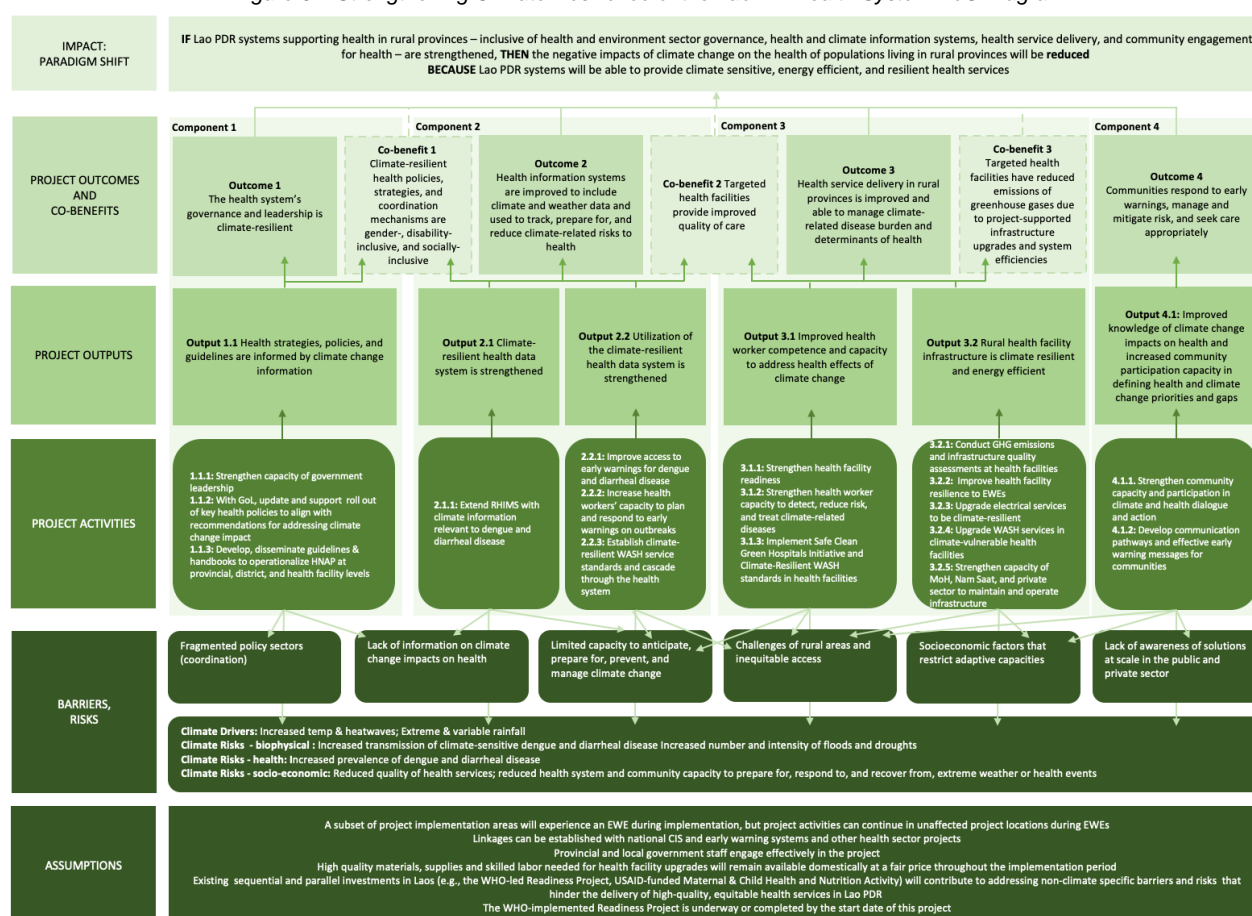 IMPACT:
PARADIGM SHIFT
IF Lao PDR systems supporting health in rural provinces – inclusive of health and environment sector governance, health and climate information systems, health service delivery, and community engagement
for health – are strengthened, THEN the negative impacts of climate change on the health of populations living in rural provinces will be reduced
BECAUSE Lao PDR systems will be able to provide climate sensitive, energy efficient, and resilient health services
PROJECT OUTCOMES
AND
CO-BENEFITS
Component 1
Outcome 1
The health system's
governance and leadership is
climate-resilient
Co-benefit 1
Climate-resilient
health policies,
strategies, and
coordination
mechanisms are
gender-, disability-
inclusive, and socially-
inclusive
Component 2
Outcome 2
Health information systems
are improved to include
climate and weather data and
used to track, prepare for, and
reduce climate-related risks to
health
Co-benefit 2 Targeted
health facilities
provide improved
quality of care
Component 3
Outcome 3
Health service delivery in rural
provinces is improved and
able to manage climate-
related disease burden and
determinants of health
Co-benefit 3
Targeted health
facilities have reduced
emissions of
greenhouse gases due
to project-supported
infrastructure
upgrades and system
efficiencies
Component 4
Outcome 4
Communities respond to early
warnings, manage and
mitigate risk, and seek care
appropriately
PROJECT OUTPUTS
Output 1.1 Health strategies, policies, and
guidelines are informed by climate change
information
Output 2.1 Climate-
resilient health data
system is strengthened
Output 2.2 Utilization of
the climate-resilient
health data system is
strengthened
Output 3.1 Improved health
worker competence and capacity
to address health effects of
climate change
Output 3.2 Rural health facility
infrastructure is climate resilient
and energy efficient
Output 4.1: Improved
knowledge of climate change
impacts on health and
increased community
participation capacity in
defining health and climate
change priorities and gaps
PROJECT ACTIVITIES
1.1.1: Strengthen capacity of government
leadership
1.1.2: With GoL, update and support roll out
of key health policies to align with
recommendations for addressing climate
change impact
1.1.3: Develop, disseminate guidelines &
handbooks to operationalize HNAP at
provincial, district, and health facility levels
2.1.1: Extend RHIMS with
climate information
relevant to dengue and
diarrheal disease
2.2.1: Improve access to
early warnings for dengue
and diarrheal disease
2.2.2: Increase health
workers' capacity to plan
and respond to early
warnings on outbreaks
2.2.3: Establish climate-
resilient WASH service
standards and cascade
through the health
system
3.1.1: Strengthen health facility
readiness
3.1.2: Strengthen health worker
capacity to detect, reduce risk,
and treat climate-related
diseases
3.1.3: Implement Safe Clean
Green Hospitals Initiative and
Climate-Resilient WASH
standards in health facilities
3.2.1: Conduct GHG emissions
and infrastructure quality
assessments at health facilities
3.2.2: Improve health facility
resilience to EWEs
3.2.3: Upgrade electrical services
to be climate-resilient
3.2.4: Upgrade WASH services in
climate-vulnerable health
facilities
3.2.5: Strengthen capacity of
MoH, Nam Saat, and private
sector to maintain and operate
infrastructure
4.1.1. Strengthen community
capacity and participation in
climate and health dialogue
and action
4.1.2: Develop communication
pathways and effective early
warning messages for
communities
BARRIERS,
RISKS
Fragmented policy sectors
(coordination)
Lack of information on climate
change impacts on health
Limited capacity to anticipate,
prepare for, prevent, and
manage climate change
Challenges of rural areas and
inequitable access
Socioeconomic factors that
restrict adaptive capacities
Lack of awareness of solutions
at scale in the public and
private sector
Climate Drivers: Increased temp & heatwaves; Extreme & variable rainfall
Climate Risks - biophysical : Increased transmission of climate-sensitive dengue and diarrheal disease Increased number and intensity of floods and droughts
Climate Risks - health: Increased prevalence of dengue and diarrheal disease
Climate Risks - socio-economic: Reduced quality of health services; reduced health system and community capacity to prepare for, respond to, and recover from, extreme weather or health events
ASSUMPTIONS
A subset of project implementation areas will experience an EWE during implementation, but project activities can continue in unaffected project locations during EWEs
Linkages can be established with national CIS and early warning systems and other health sector projects
Provincial and local government staff engage effectively in the project
High quality materials, supplies and skilled labor needed for health facility upgrades will remain available domestically at a fair price throughout the implementation period
Existing sequential and parallel investments in Laos (e.g., the WHO-led Readiness Project, USAID-funded Maternal & Child Health and Nutrition Activity) will contribute to addressing non-climate specific barriers and risks that
hinder the delivery of high-quality, equitable health services in Lao PDR
The WHO-implemented Readiness Project is underway or completed by the start date of this project